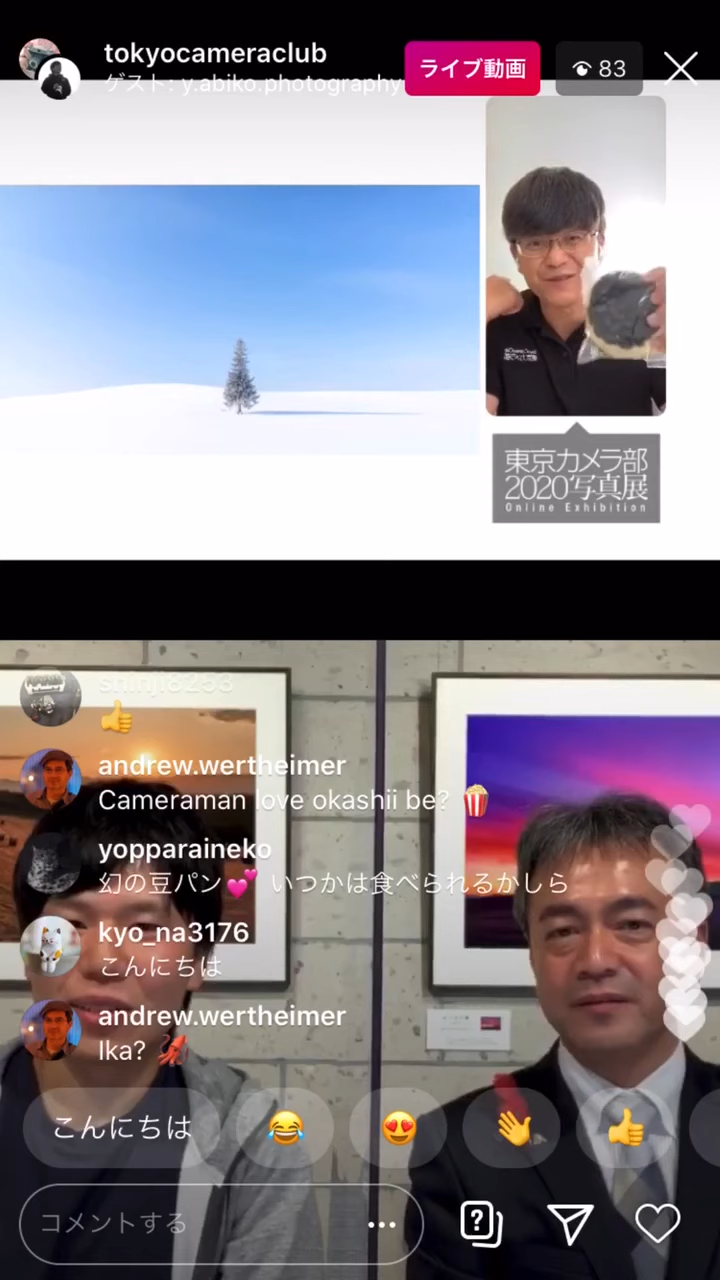 tokyocameraclub
ゲスト: y.abiko.photography
ライブ動画
83
東京カメラ部
2020写真展
Online Exhibition
shinji8233
👍
andrew.wertheimer
Cameraman love okashii be? 🍿
yopparaineko
幻の豆パン💕 いつかは食べられるかしら
kyo_na3176
こんにちは
andrew.wertheimer
Ika? 🦑
こんにちは 😂 😍 👋 👍
コメントする